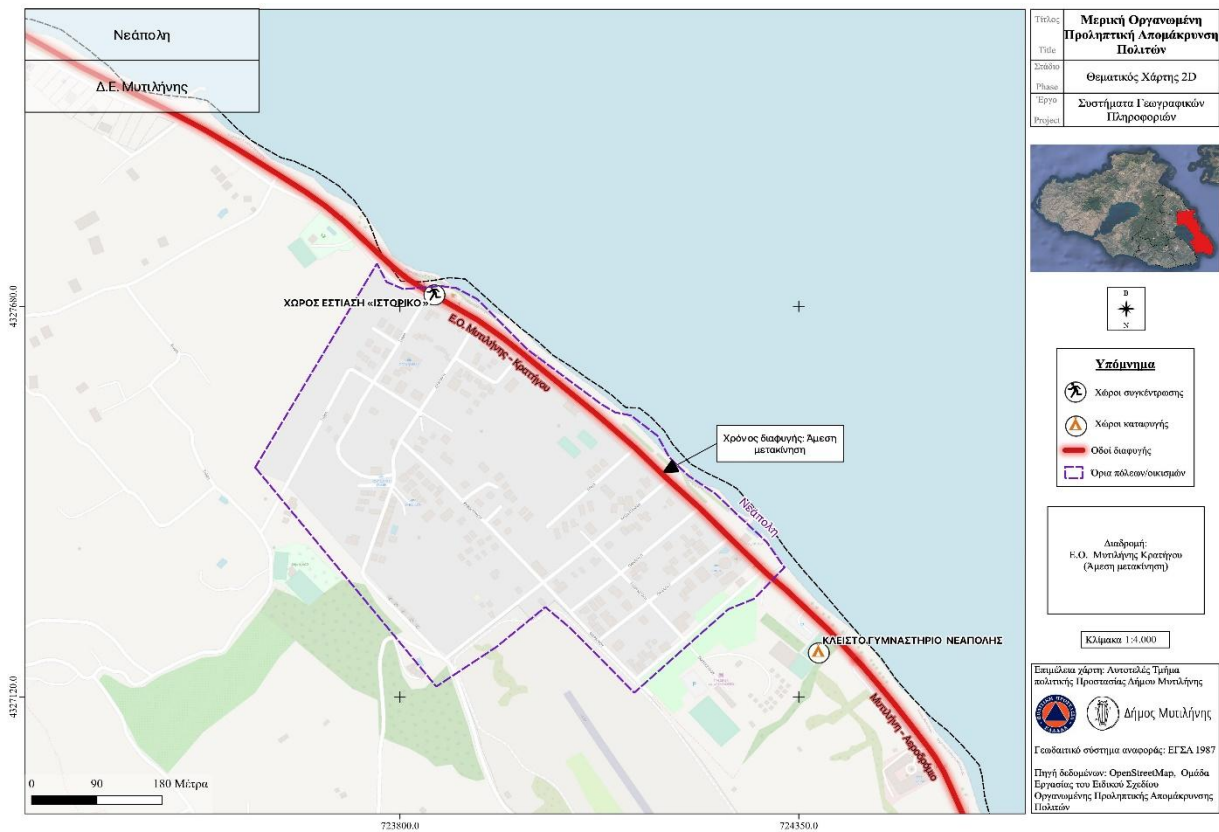 Νεάπολη
Δ.Ε. Μυτιλήνης
ΧΩΡΟΣ ΕΣΤΙΑΣΗ «ΙΣΤΟΡΙΚΟ»
Ε.Ο. Μυτιλήνης - Κρατήγου
Χρόνος διαφυγής: Άμεση
μετακίνηση
Νεάπολη
ΚΛΕΙΣΤΟ ΓΥΜΝΑΣΤΗΡΙΟ ΝΕΑΠΟΛΗΣ
Μυτιλήνη - Αεροδρόμιο
4327680.0
4327120.0
0 90 180 Μέτρα
723800.0
724350.0
Τίτλος
Title
Μερική Οργανωμένη
Προληπτική Απομάκρυνση
Πολιτών
Στάδιο
Phase
Θεματικός Χάρτης 2D
Έργο
Project
Συστήματα Γεωγραφικών
Πληροφοριών
Β
Ν
Υπόμνημα
Χώροι συγκέντρωσης
Χώροι καταφυγής
Οδοί διαφυγής
Όρια πόλεων/οικισμών
Διαδρομή:
Ε.Ο. Μυτιλήνης Κρατήγου
(Άμεση μετακίνηση)
Κλίμακα 1:4.000
Επιμέλεια χάρτη: Αυτοτελές Τμήμα
πολιτικής Προστασίας Δήμου Μυτιλήνης
Δήμος Μυτιλήνης
Γεωδαιτικό σύστημα αναφοράς: ΕΓΣΑ 1987
Πηγή δεδομένων: OpenStreetMap, Ομάδα
Εργασίας του Ειδικού Σχεδίου
Οργανωμένης Προληπτικής Απομάκρυνσης
Πολιτών